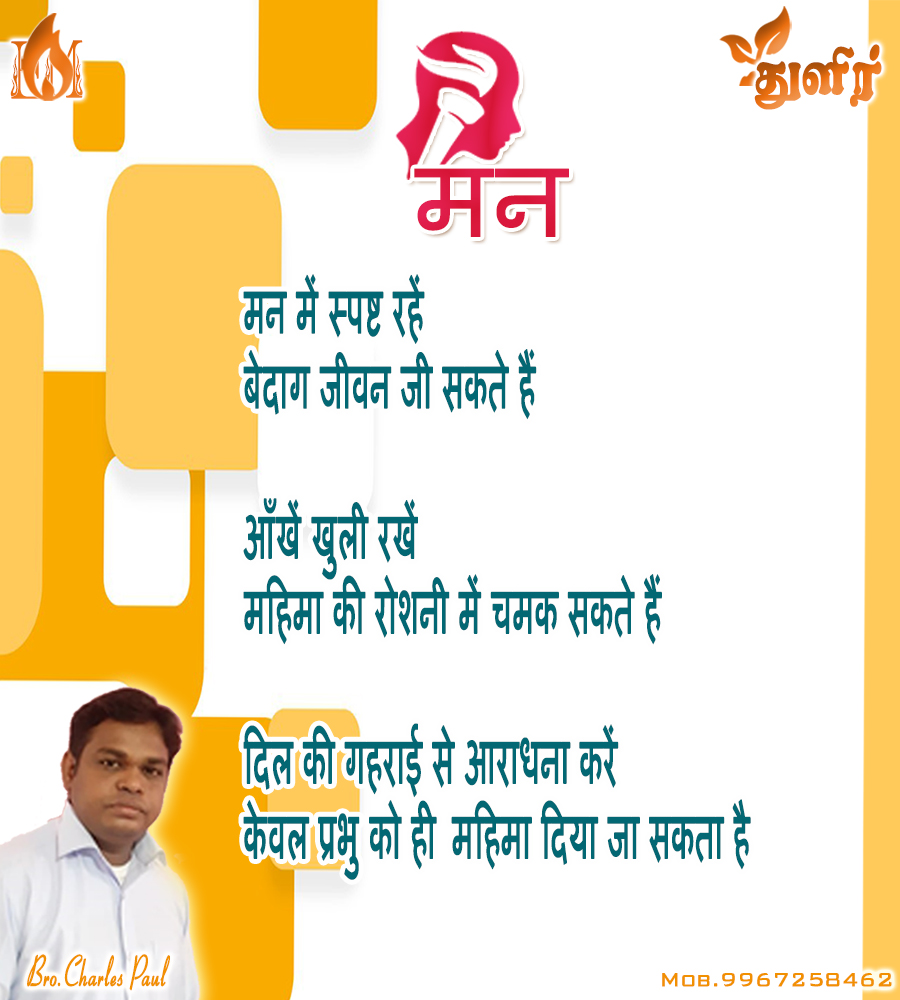 துளிர்
मन
मन में स्पष्ट रहें
बेदाग जीवन जी सकते हैं
आँखें खुली रखें
महिमा की रोशनी में चमक सकते हैं
दिल की गहराई से आराधना करें
केवल प्रभु को ही महिमा दिया जा सकता है
Bro.Charles Paul
Mob.9967258462